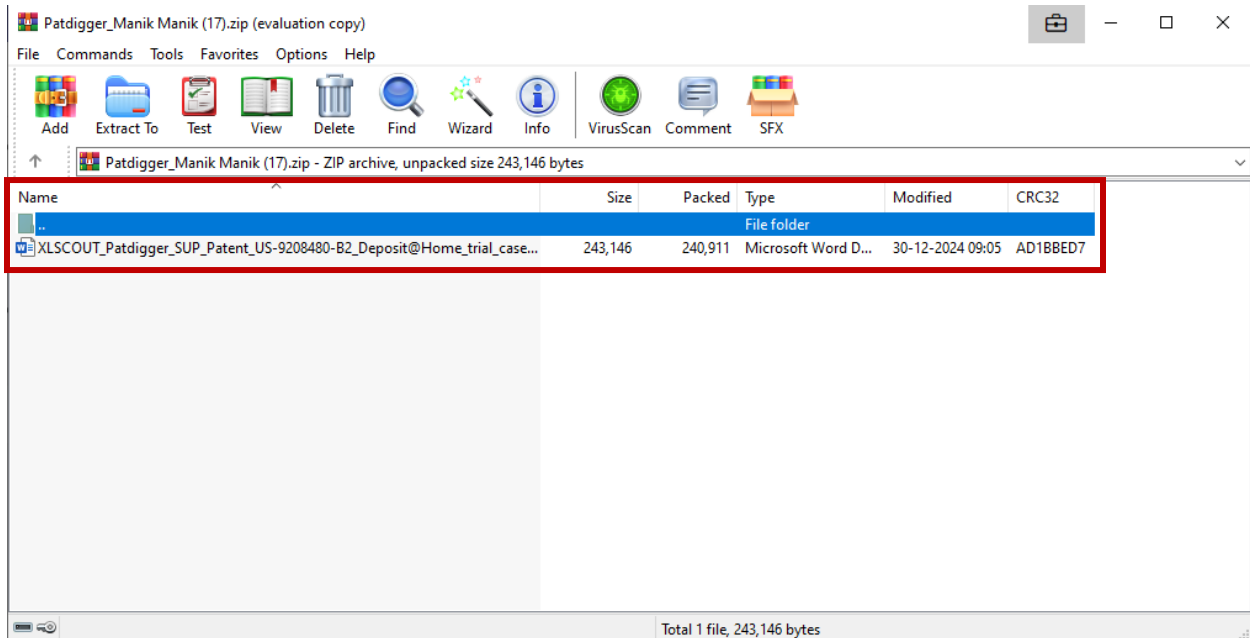 Patdigger_Manik Manik (17).zip (evaluation copy)
File Commands Tools Favorites Options Help
Add Extract To Test View Delete Find Wizard Info VirusScan Comment SFX
Patdigger_Manik Manik (17).zip - ZIP archive, unpacked size 243,146 bytes
Name Size Packed Type Modified CRC32
.. File folder
XLSCOUT_Patdigger_SUP_Patent_US-9208480-B2_Deposit@Home_trial_case... 243,146 240,911 Microsoft Word D... 30-12-2024 09:05 AD1BBED7
Total 1 file, 243,146 bytes